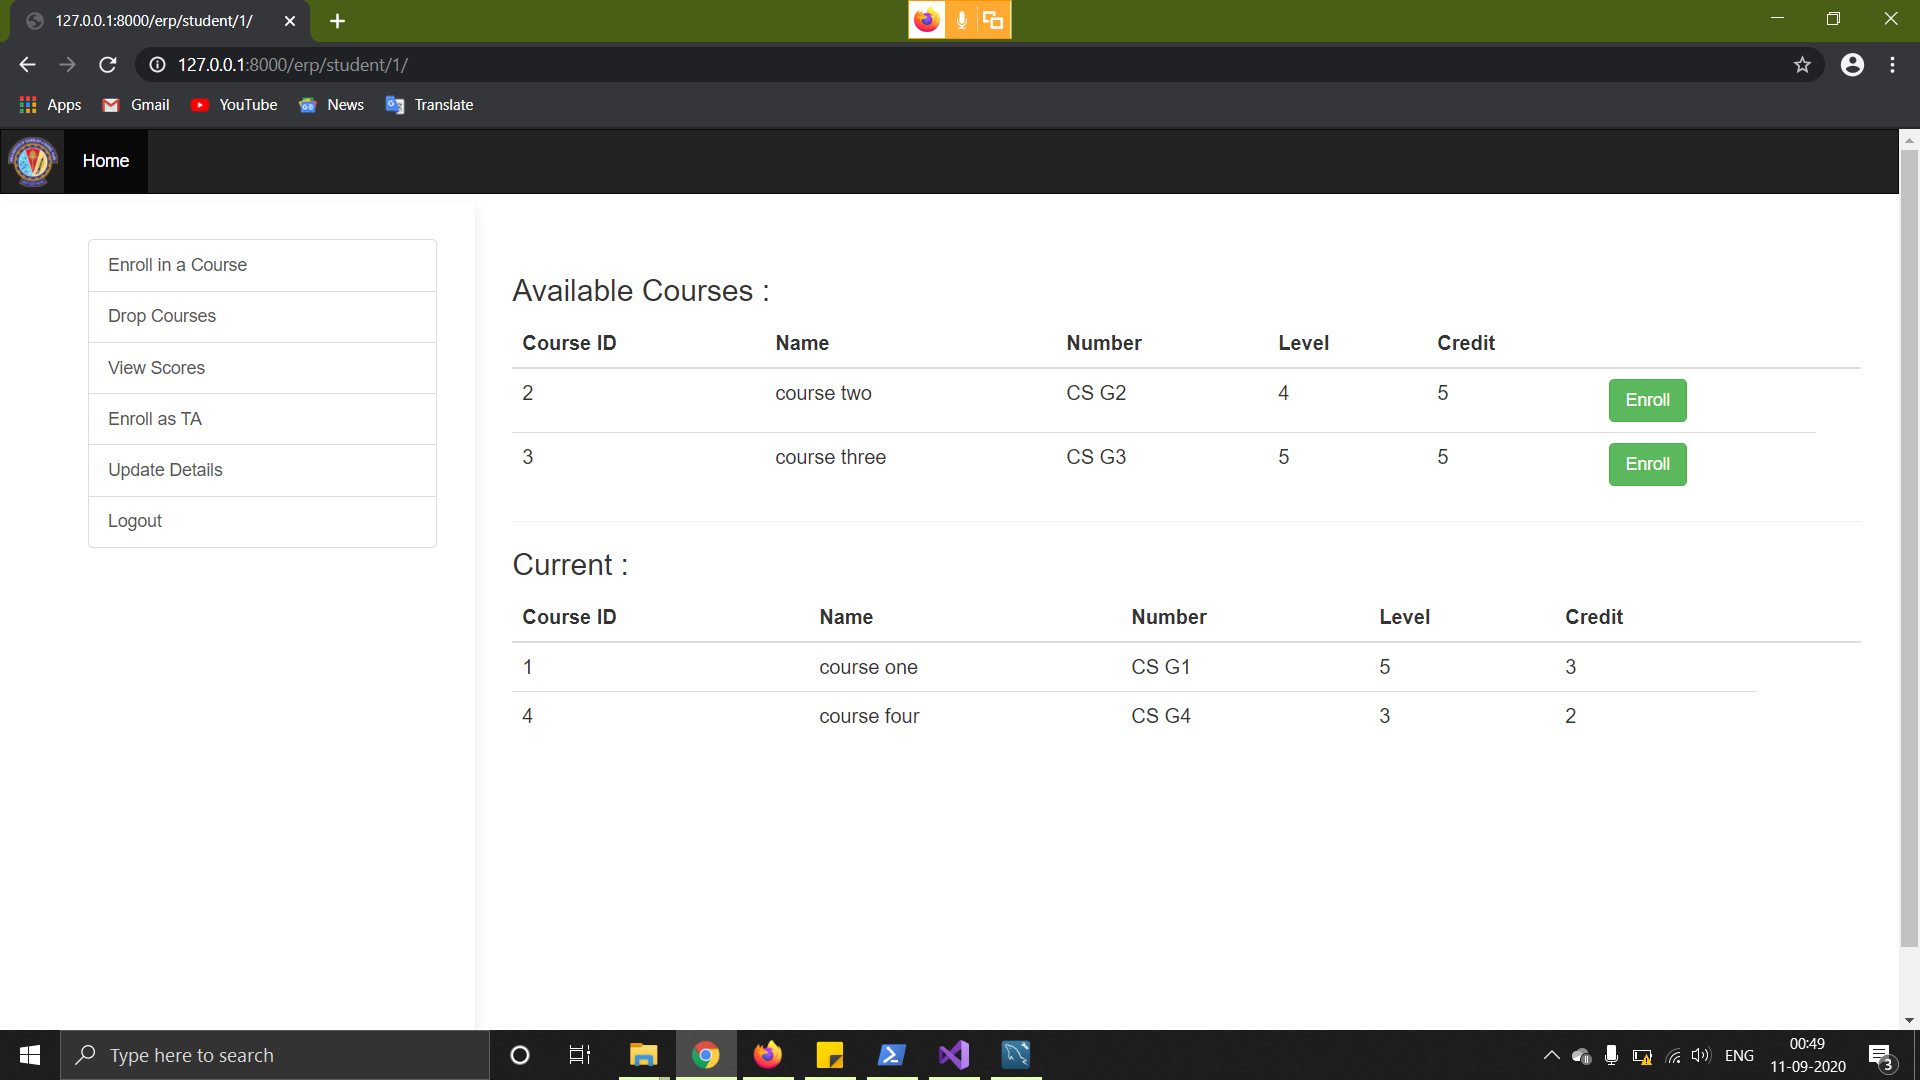 127.0.0.1:8000/erp/student/1/
127.0.0.1:8000/erp/student/1/
Apps Gmail YouTube News Translate
Home
Enroll in a Course
Drop Courses
View Scores
Enroll as TA
Update Details
Logout
Available Courses :
Course ID Name Number Level Credit
2 course two CS G2 4 5 Enroll
3 course three CS G3 5 5 Enroll
Current :
Course ID Name Number Level Credit
1 course one CS G1 5 3
4 course four CS G4 3 2
Type here to search
ENG
00:49
11-09-2020
3